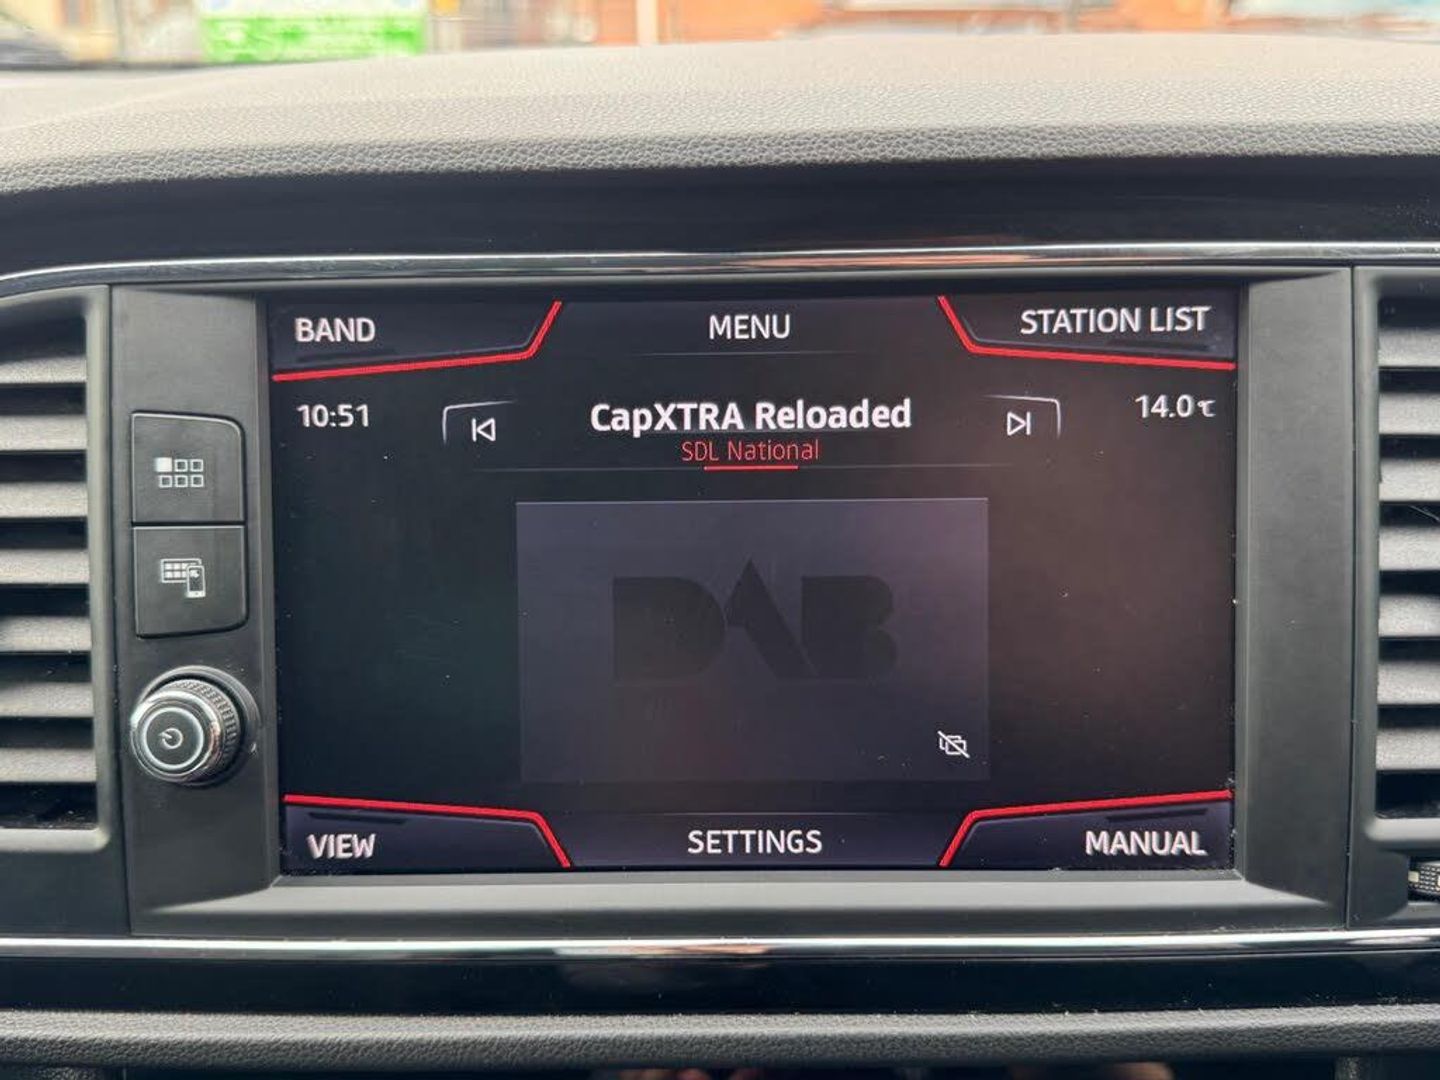 BAND
MENU
STATION LIST
10:51
CapXTRA Reloaded
14.0℃
SDL National
DAB
VIEW
SETTINGS
MANUAL